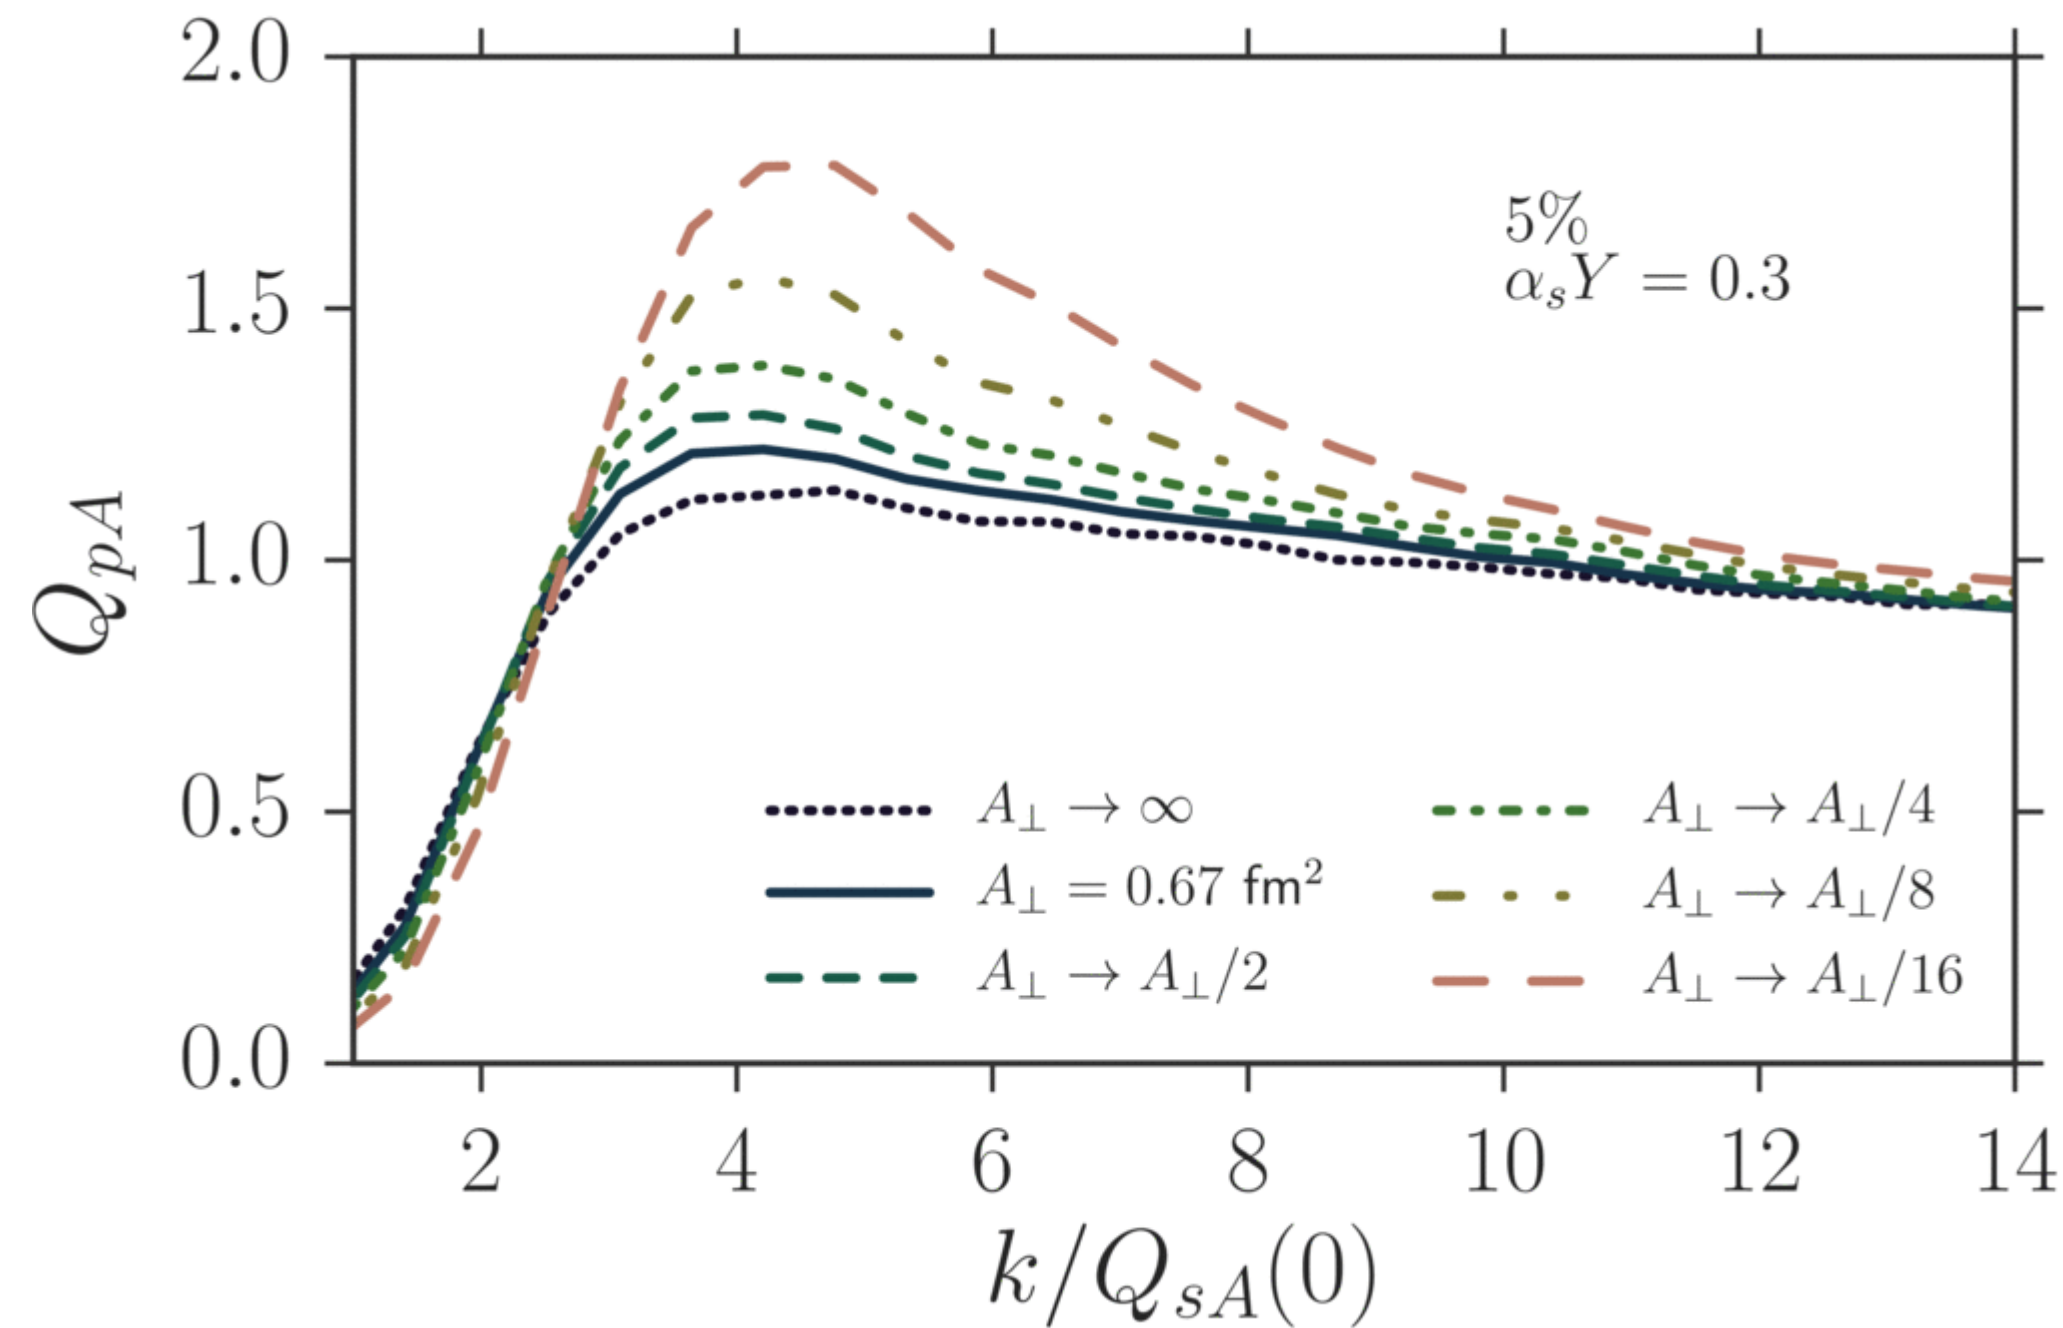 2.0
1.5
1.0
0.5
0.0
Q_{pA}
5%
α_sY = 0.3
A_⊥ → ∞
A_⊥ = 0.67 fm²
A_⊥ → A_⊥/2
A_⊥ → A_⊥/4
A_⊥ → A_⊥/8
A_⊥ → A_⊥/16
2 4 6 8 10 12 14
k/Q_{sA}(0)